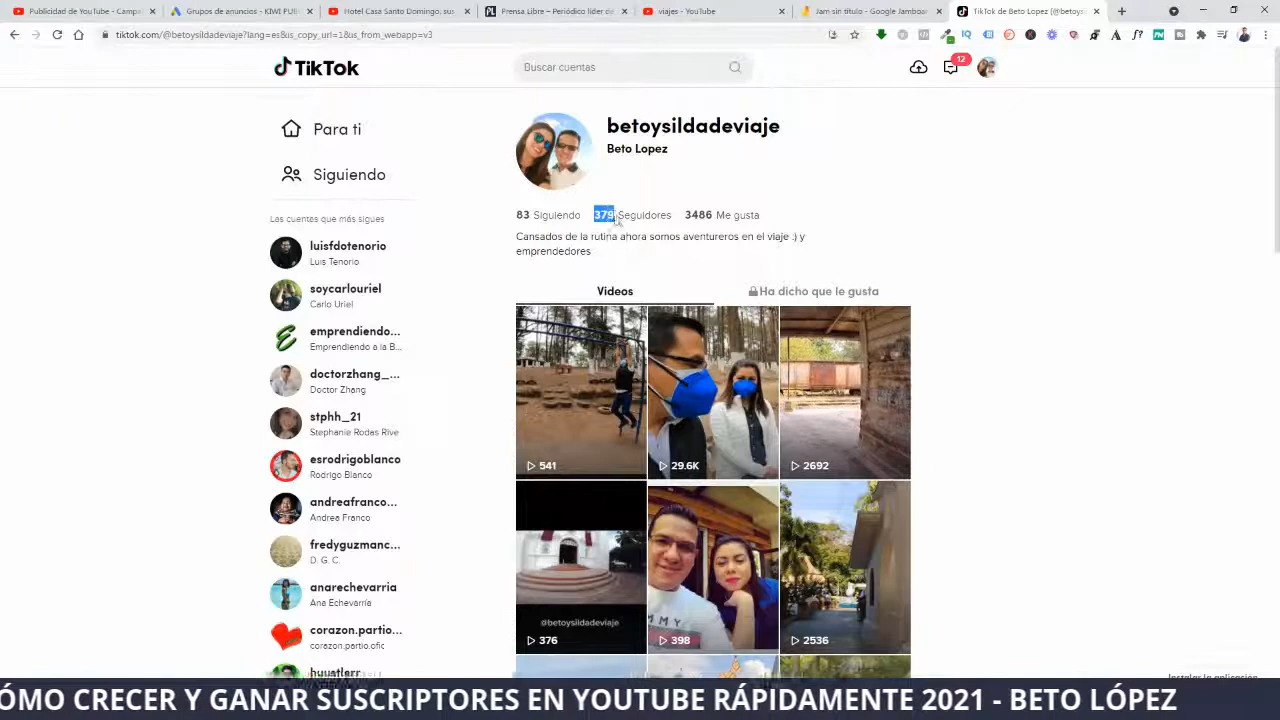 Publicidad de YouTube - Campa
Grupos de anuncios - KIWI PUB
Hotel Casa Santo Domingo, sus
Prensa Libre – Periódico líder de
viajes - YouTube
Jam sin título - Google Jamboar
TikTok de Beto Lopez (@betoys
tiktok.com/@betoysildadeviaje?lang=es&is_copy_url=1&is_from_webapp=v3
TikTok
Buscar cuentas
12
Para ti
Siguiendo
Las cuentas que más sigues
luisfdotenorio
Luis Tenorio
soycarlouriel
Carlo Uriel
emprendiendo...
Emprendiendo a la B...
doctorzhang_...
Doctor Zhang
stphh_21
Stephanie Rodas Rive
esrodrigoblanco
Rodrigo Blanco
andreafranco...
Andrea Franco
fredyguzmanc...
D. G. C.
anarechevarria
Ana Echevarría
corazon.partio...
corazon.partio.ofic
betoysildadeviaje
Beto Lopez
83 Siguiendo 379 Seguidores 3486 Me gusta
Cansados de la rutina ahora somos aventureros en el viaje :) y
emprendedores
Videos
Ha dicho que le gusta
541
29.6K
2692
@betoysildadeviaje
376
398
2536
Instalar la aplicación
ÓMO CRECER Y GANAR SUSCRIPTORES EN YOUTUBE RÁPIDAMENTE 2021 - BETO LÓPEZ